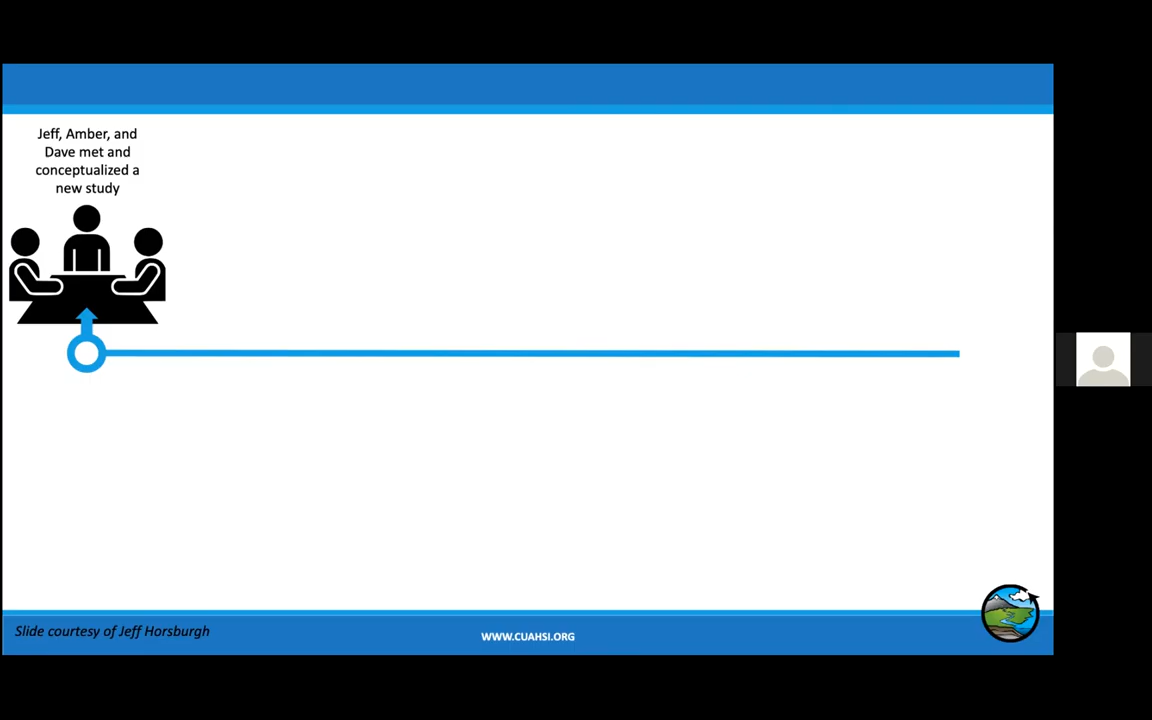 Jeff, Amber, and
Dave met and
conceptualized a
new study
Slide courtesy of Jeff Horsburgh
WWW.CUAHSI.ORG